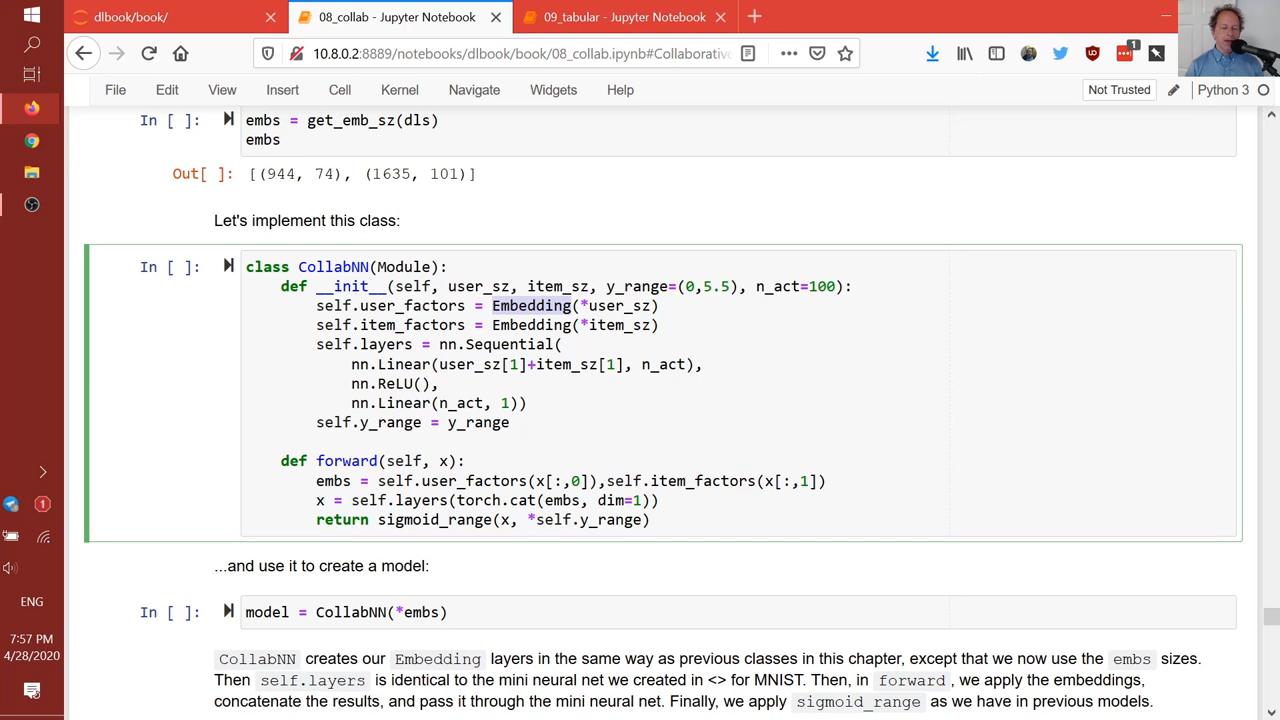 dlbook/book/
08_collab - Jupyter Notebook
09_tabular - Jupyter Notebook
10.8.0.2:8889/notebooks/dlbook/book/08_collab.ipynb#Collaborativ
1
File Edit View Insert Cell Kernel Navigate Widgets Help
Not Trusted
Python 3
In [ ]:
embs = get_emb_sz(dls)
embs
Out[ ]: [(944, 74), (1635, 101)]
Let's implement this class:
In [ ]:
class CollabNN(Module):
    def __init__(self, user_sz, item_sz, y_range=(0,5.5), n_act=100):
        self.user_factors = Embedding(*user_sz)
        self.item_factors = Embedding(*item_sz)
        self.layers = nn.Sequential(
            nn.Linear(user_sz[1]+item_sz[1], n_act),
            nn.ReLU(),
            nn.Linear(n_act, 1))
        self.y_range = y_range
    def forward(self, x):
        embs = self.user_factors(x[:,0]),self.item_factors(x[:,1])
        x = self.layers(torch.cat(embs, dim=1))
        return sigmoid_range(x, *self.y_range)
...and use it to create a model:
In [ ]:
model = CollabNN(*embs)
CollabNN creates our Embedding layers in the same way as previous classes in this chapter, except that we now use the embs sizes.
Then self.layers is identical to the mini neural net we created in <> for MNIST. Then, in forward, we apply the embeddings,
concatenate the results, and pass it through the mini neural net. Finally, we apply sigmoid_range as we have in previous models.
1
ENG
7:57 PM
4/28/2020